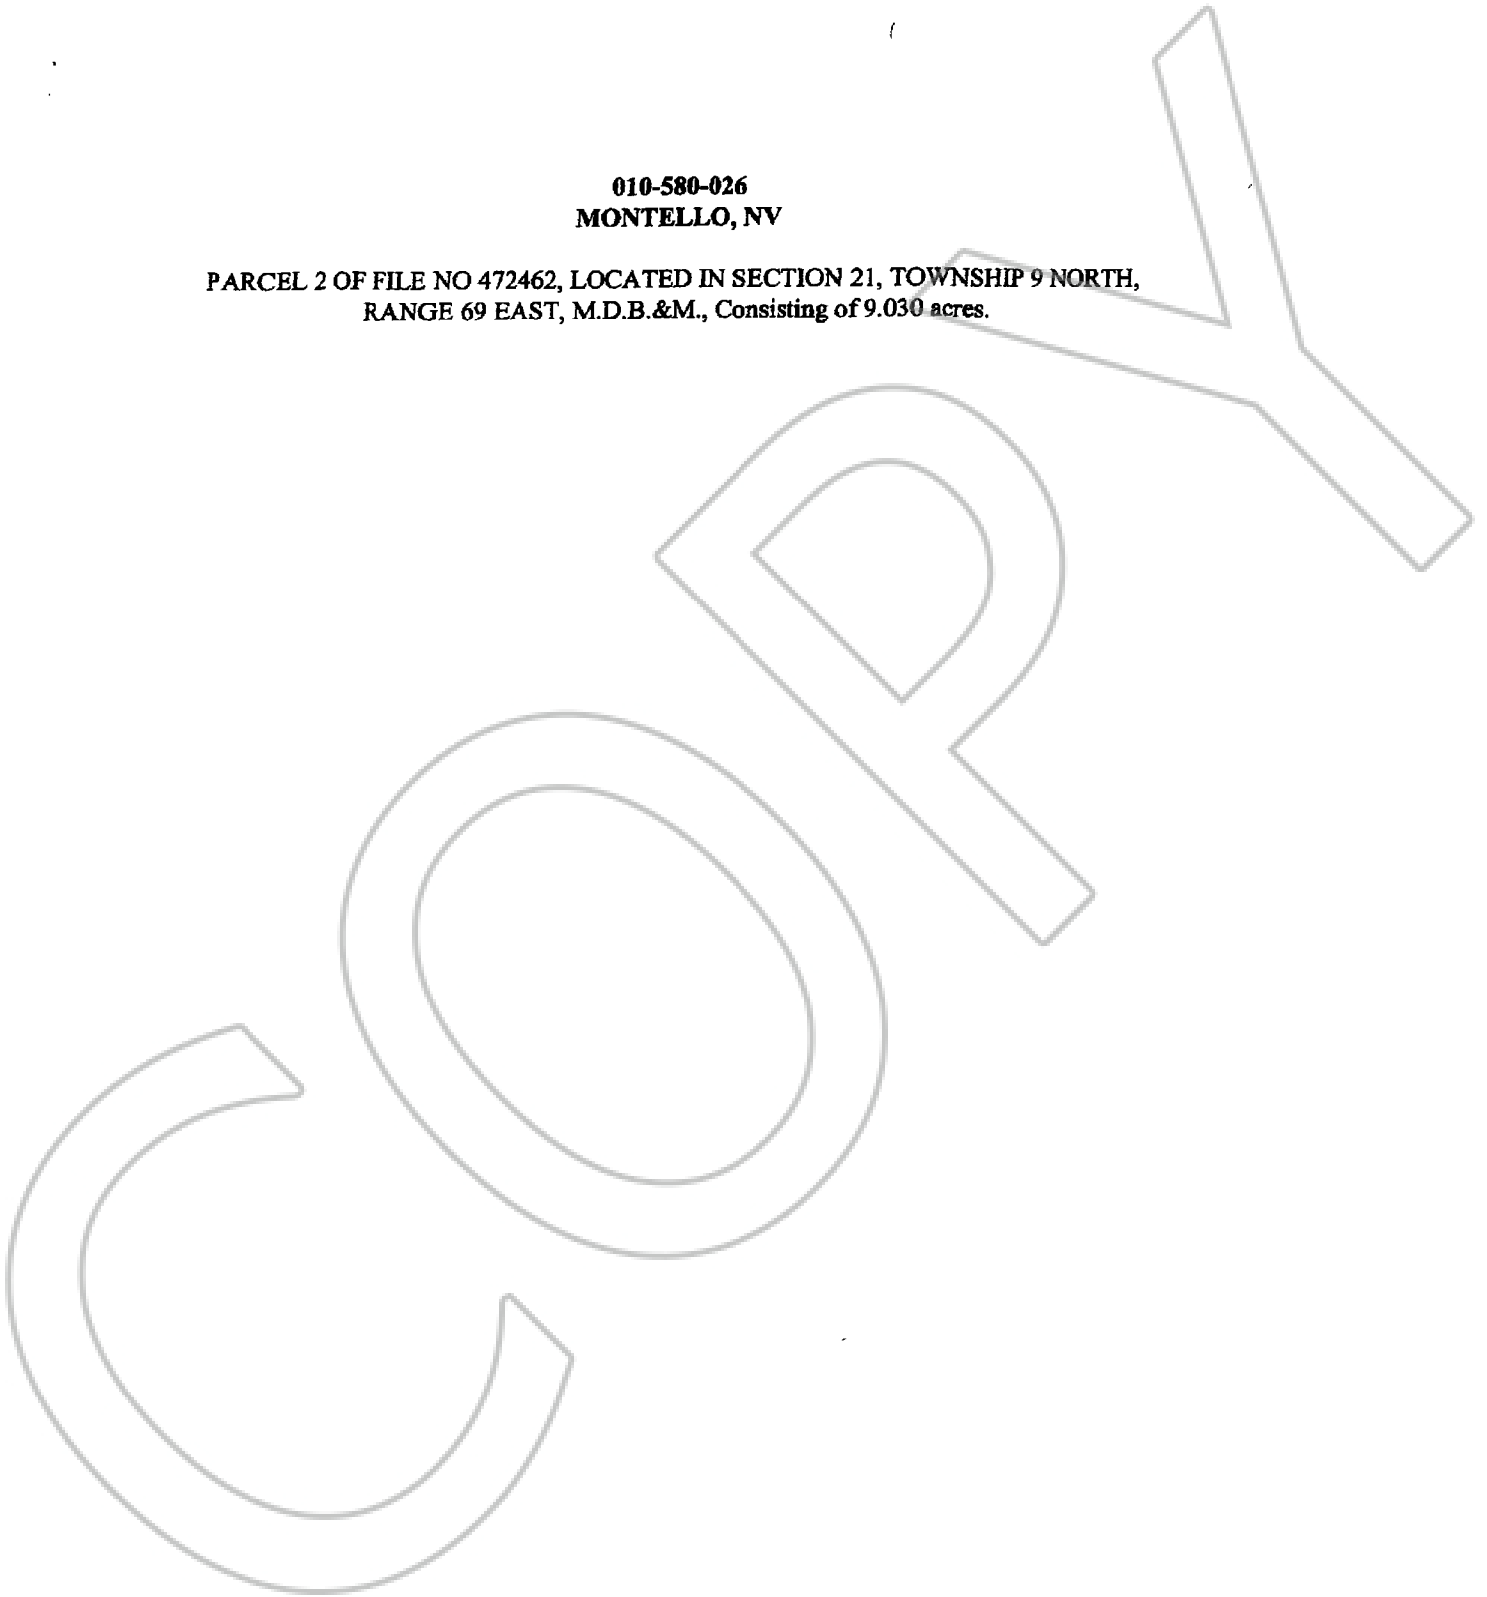 010-580-026
MONTELLO, NV
PARCEL 2 OF FILE NO 472462, LOCATED IN SECTION 21, TOWNSHIP 9 NORTH,
RANGE 69 EAST, M.D.B.&M., Consisting of 9.030 acres.
COPY